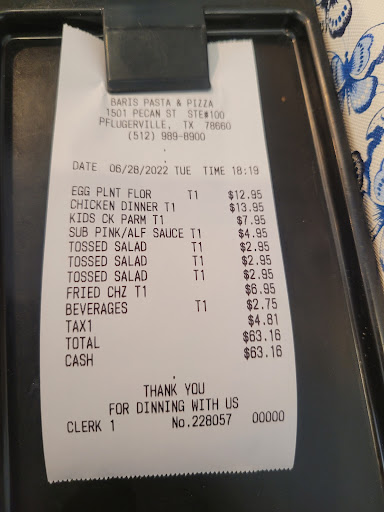 BARIS PASTA & PIZZA
1501 PECAN ST STE#100
PFLUGERVILLE, TX 78660
(512) 989-8900
DATE 06/28/2022 TUE TIME 18:19
EGG PLNT FLOR T1 $12.95
CHICKEN DINNER T1 $13.95
KIDS CK PARM T1 $7.95
SUB PINK/ALF SAUCE T1 $4.95
TOSSED SALAD T1 $2.95
TOSSED SALAD T1 $2.95
TOSSED SALAD T1 $2.95
FRIED CHZ T1 $6.95
BEVERAGES T1 $2.75
TAX1 $4.81
TOTAL $63.16
CASH $63.16
THANK YOU
FOR DINNING WITH US
CLERK 1 No.228057 00000